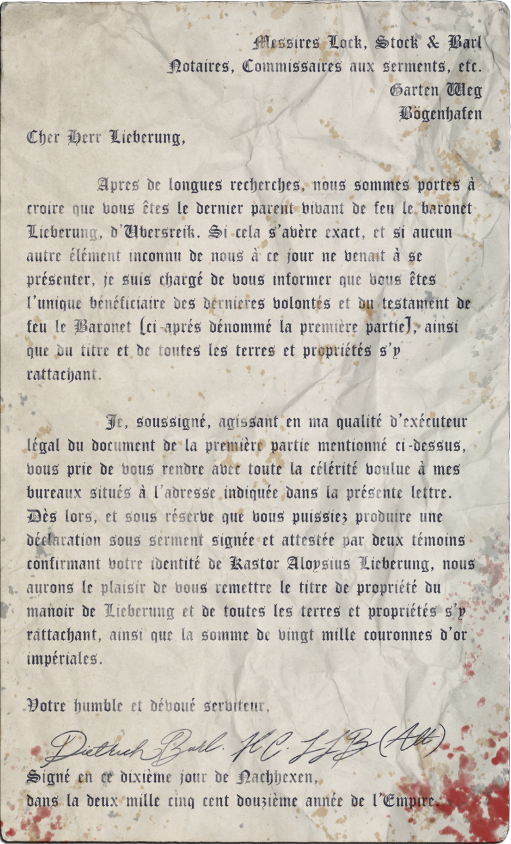 Messires Lock, Stock & Barl
Notaires, Commissaires aux serments, etc.
Garten Weg
Bögenhafen
Cher Herr Lieberung,
Apres de longues recherches, nous sommes portes à
croire que vous êtes le dernier parent vivant de feu le baronet
Lieberung, d'Ubersreik. Si cela s'avère exact, et si aucun
autre élément inconnu de nous à ce jour ne venait à se
présenter, je suis chargé de vous informer que vous êtes
l'unique bénéficiaire des dernieres volontés et du testament de
feu le Baronet (ci-aprés dénommé la première partie), ainsi
que du titre et de toutes les terres et propriétés s'y
rattachant.
Je, soussigné, agissant en ma qualité d'exécuteur
légal du document de la première partie mentionné ci-dessus,
vous prie de vous rendre avec toute la célérité voulue à mes
bureaux situés à l'adresse indiquée dans la présente lettre.
Dès lors, et sous réserve que vous puissiez produire une
déclaration sous serment signée et attestée par deux témoins
confirmant votre identité de Kastor Aloysius Lieberung, nous
aurons le plaisir de vous remettre le titre de propriété du
manoir de Lieberung et de toutes les terres et propriétés s'y
rattachant, ainsi que la somme de vingt mille couronnes d'or
impériales.
Votre humble et dévoué serviteur,
Dietrich Barl. HC. LLB (Alt)
Signé en ce dixième jour de Nachhexen,
dans la deux mille cinq cent douzième année de l'Empire.